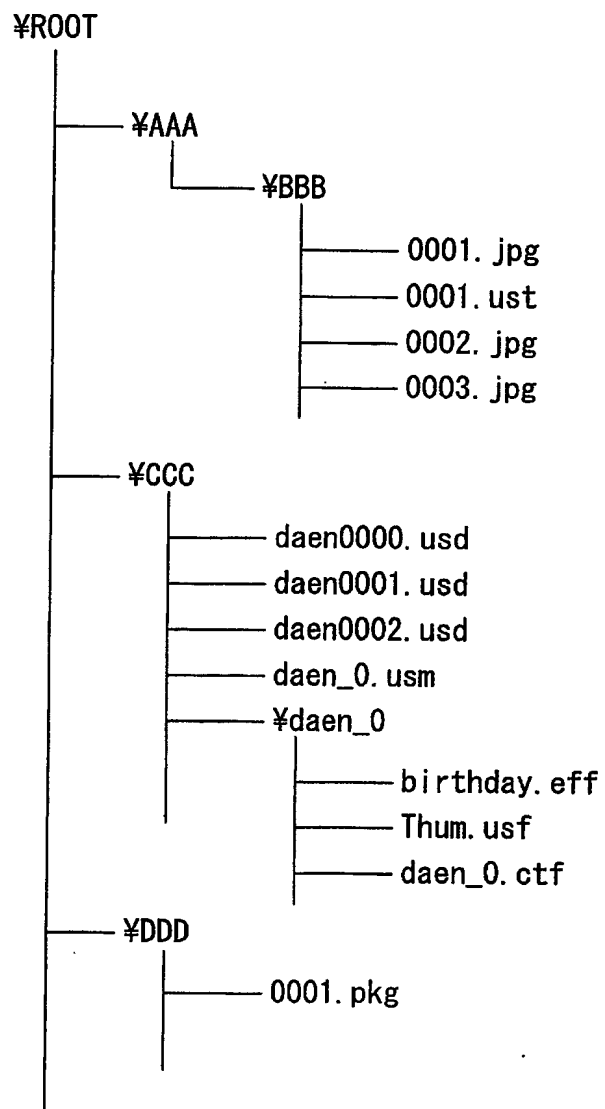 ¥ROOT
¥AAA
¥BBB
0001.jpg
0001.ust
0002.jpg
0003.jpg
¥CCC
daen0000.usd
daen0001.usd
daen0002.usd
daen_0.usm
¥daen_0
birthday.eff
Thum.usf
daen_0.ctf
¥DDD
0001.pkg